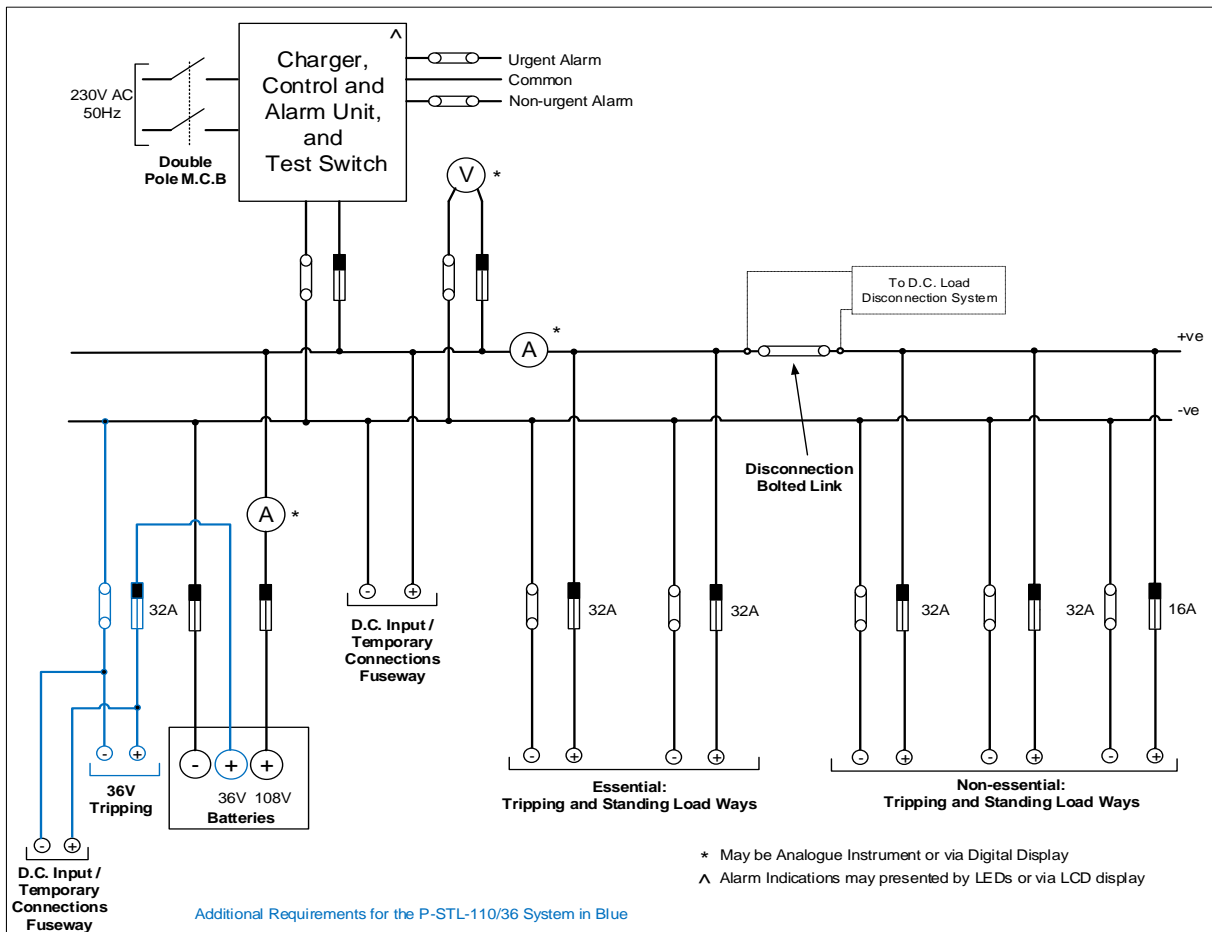 ^
Charger,
Control and
Alarm Unit,
and
Test Switch
Urgent Alarm
Common
Non-urgent Alarm
230V AC
50Hz
Double
Pole M.C.B
V
*
To D.C. Load
Disconnection System
A
*
+ve
-ve
Disconnection
Bolted Link
A
*
32A
-
+
D.C. Input /
Temporary
Connections
Fuseway
32A
32A
32A
32A
16A
-
+
36V
Tripping
-
+
+
36V
108V
Batteries
-
+
-
+
Essential:
Tripping and Standing Load Ways
-
+
-
+
-
+
Non-essential:
Tripping and Standing Load Ways
-
+
D.C. Input /
Temporary
Connections
Fuseway
* May be Analogue Instrument or via Digital Display
^ Alarm Indications may presented by LEDs or via LCD display
Additional Requirements for the P-STL-110/36 System in Blue